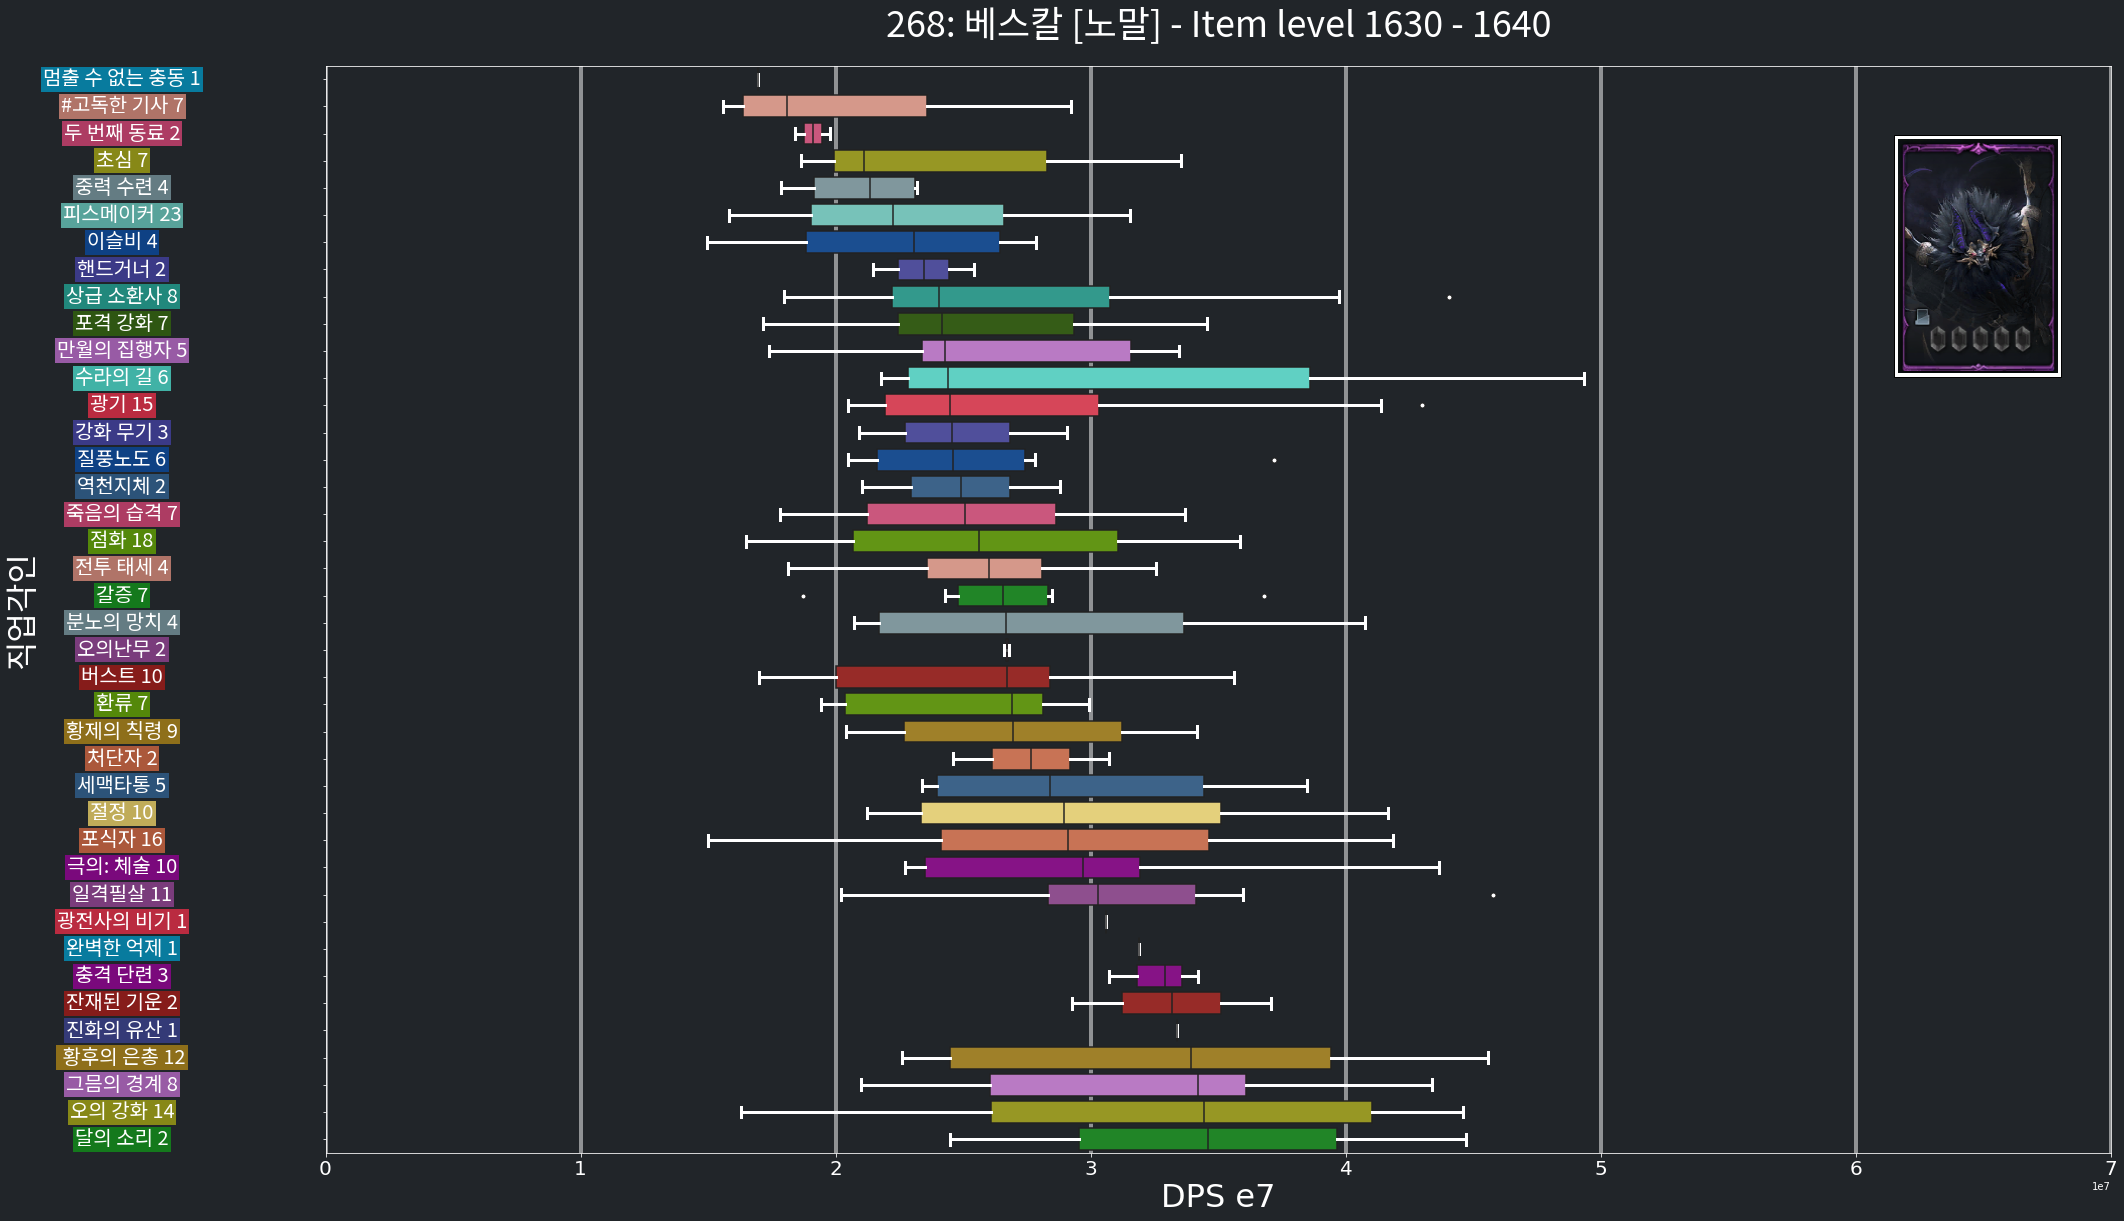 268: 베스칼 [노말] - Item level 1630 - 1640
멈출 수 없는 충동 1
#고독한 기사 7
두 번째 동료 2
초심 7
중력 수련 4
피스메이커 23
이슬비 4
핸드거너 2
상급 소환사 8
포격 강화 7
만월의 집행자 5
수라의 길 6
광기 15
강화 무기 3
질풍노도 6
역천지체 2
죽음의 습격 7
점화 18
전투 태세 4
갈증 7
분노의 망치 4
오의난무 2
버스트 10
환류 7
황제의 칙령 9
처단자 2
세맥타통 5
절정 10
포식자 16
극의: 체술 10
일격필살 11
광전사의 비기 1
완벽한 억제 1
충격 단련 3
잔재된 기운 2
진화의 유산 1
황후의 은총 12
그믐의 경계 8
오의 강화 14
달의 소리 2
직업각인
0 1 2 3 4 5 6 7
1e7
DPS e7